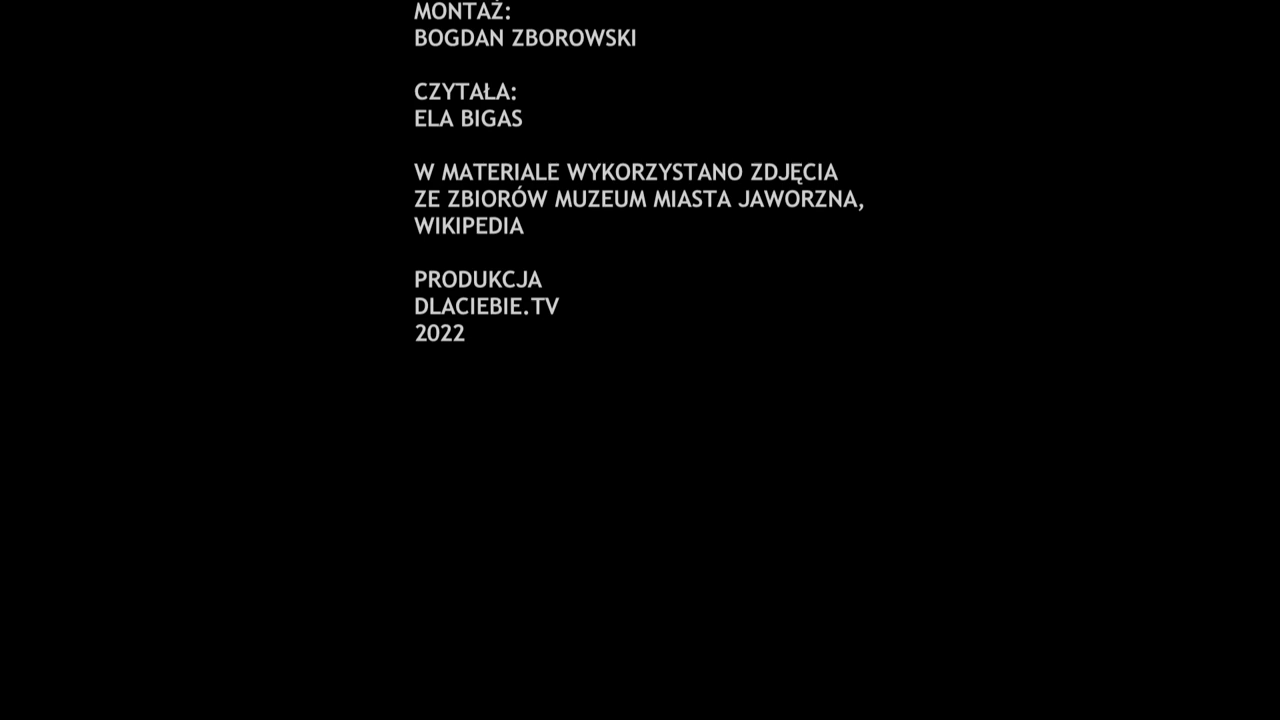 MONTAŻ:
BOGDAN ZBOROWSKI
CZYTAŁA:
ELA BIGAS
W MATERIALE WYKORZYSTANO ZDJĘCIA
ZE ZBIORÓW MUZEUM MIASTA JAWORZNA,
WIKIPEDIA
PRODUKCJA
DLACIEBIE.TV
2022